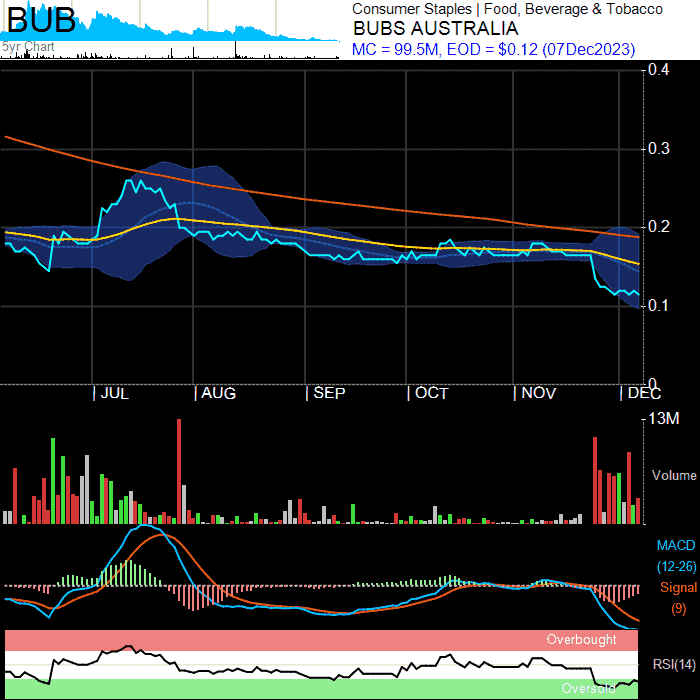 BUB
5yr Chart
Consumer Staples | Food, Beverage & Tobacco
BUBS AUSTRALIA
MC = 99.5M, EOD = $0.12 (07Dec2023)
0.4
0.3
0.2
0.1
0
| JUL | AUG | SEP | OCT | NOV | DEC
13M
Volume
MACD
(12-26)
Signal
(9)
Overbought
RSI(14)
Oversold